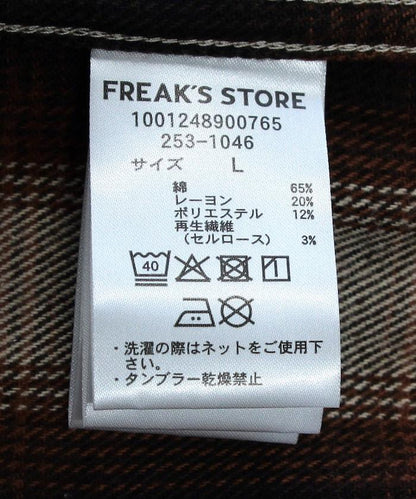 FREAK'S STORE
1001248900765
253-1046
サイズ L
綿 65%
レーヨン 20%
ポリエステル 12%
再生繊維
(セルロース) 3%
40
・洗濯の際はネットをご使用下
さい。
・タンブラー乾燥禁止